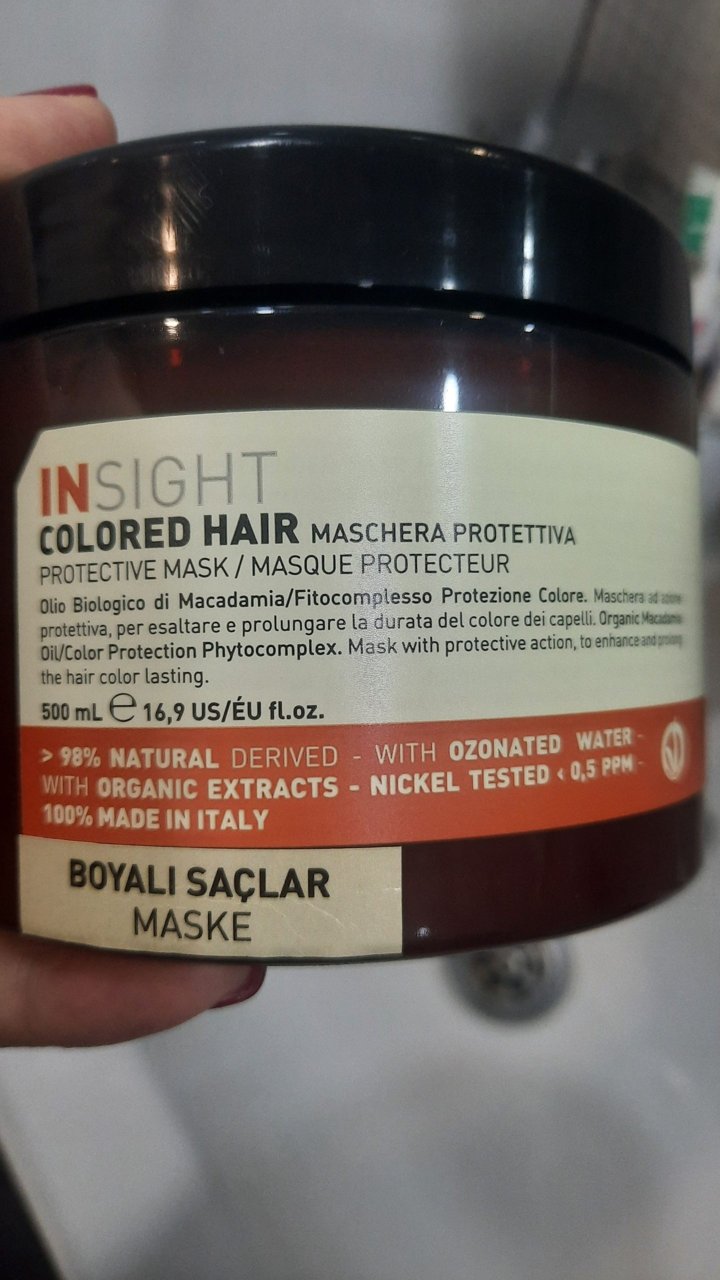 INSIGHT
COLORED HAIR MASCHERA PROTETTIVA
PROTECTIVE MASK / MASQUE PROTECTEUR
Olio Biologico di Macadamia/Fitocomplesso Protezione Colore. Maschera ad azione
protettiva, per esaltare e prolungare la durata del colore dei capelli. Organic Macadamia
Oil/Color Protection Phytocomplex. Mask with protective action, to enhance and prolong
the hair color lasting.
500 mL ℮ 16,9 US/ÉU fl.oz.
> 98% NATURAL DERIVED - WITH OZONATED WATER -
WITH ORGANIC EXTRACTS - NICKEL TESTED < 0,5 PPM -
100% MADE IN ITALY
BOYALI SAÇLAR
MASKE